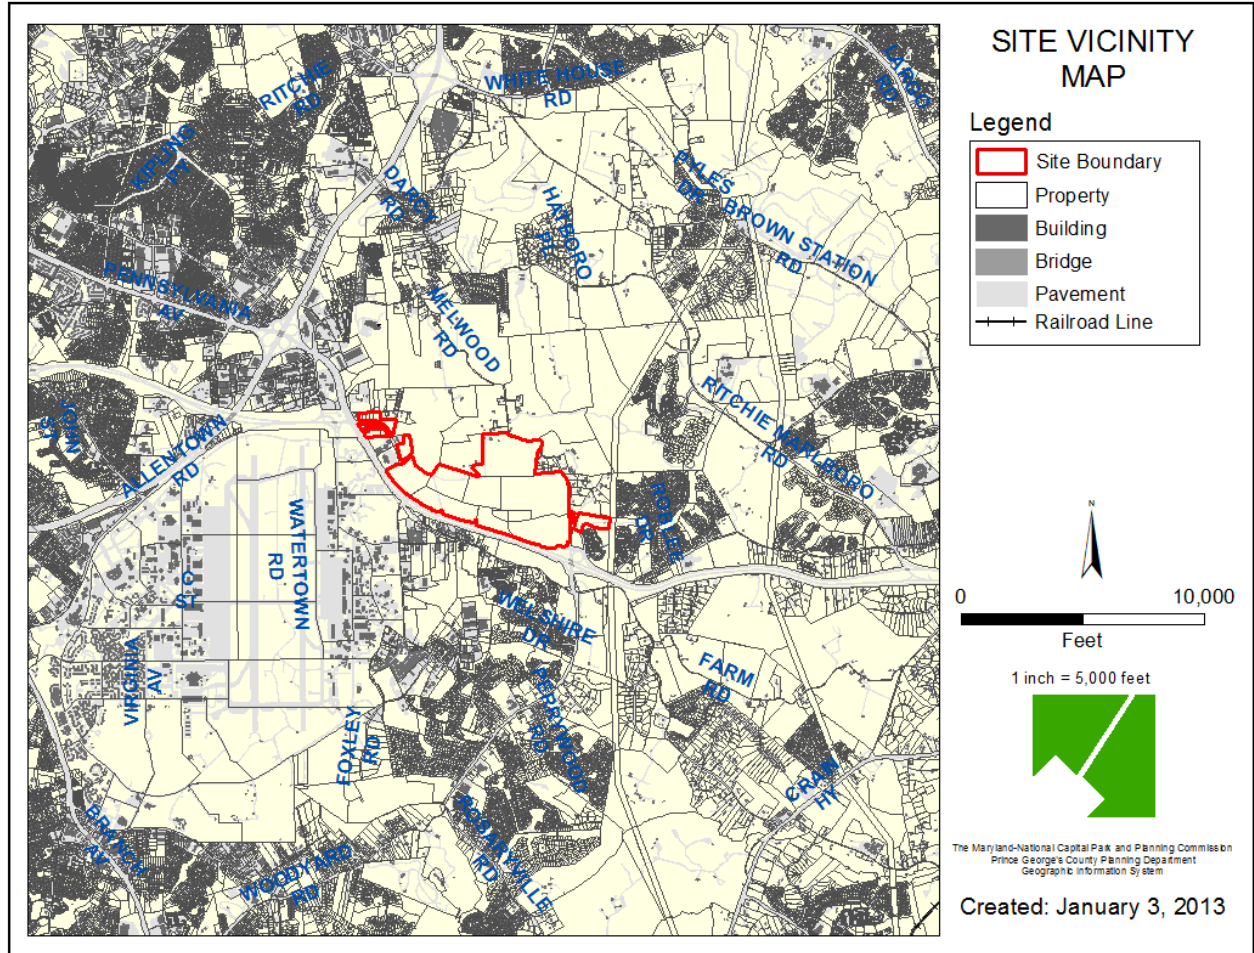 SITE VICINITY
MAP
Legend
Site Boundary
Property
Building
Bridge
Pavement
Railroad Line
N
0 10,000
Feet
1 inch = 5,000 feet
The Maryland-National Capital Park and Planning Commission
Prince George's County Planning Department
Geographic Information System
Created: January 3, 2013
WHITE HOUSE
RD
LARGO
RD
RITCHIE
RD
KIPLING
PY
DARCY
RD
PYLES
DR
HAYBORO
PL
BROWN STATION
RD
PENNSYLVANIA
AV
MELWOOD
RD
RITCHIE MARLBORO
RD
JOHN
ST
ALLENTOWN
RD
WATERTOWN
RD
ROBLEE
DR
C
ST
WELSHIRE
DR
VIRGINIA
AV
FARM
RD
FOXLEY
RD
PERRYWOOD
RD
CRAIN
HY
BRANCH
AV
WOODYARD
RD
ROSARYVILLE
RD